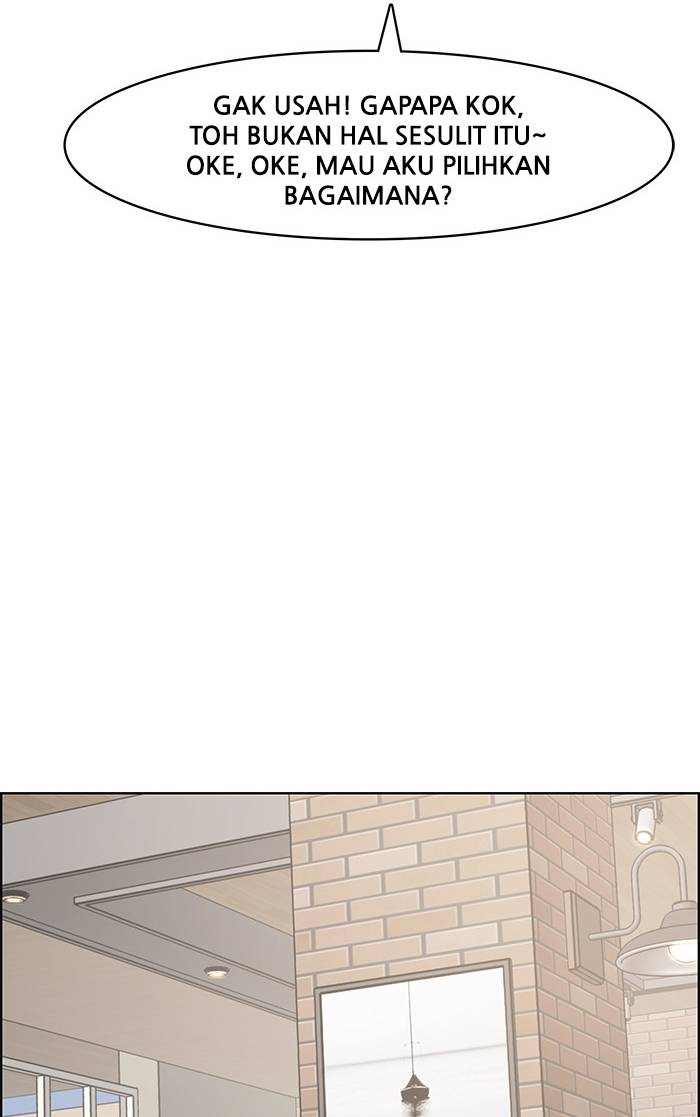 GAK USAH! GAPAPA KOK,
TOH BUKAN HAL SESULIT ITU~
OKE, OKE, MAU AKU PILIHKAN
BAGAIMANA?